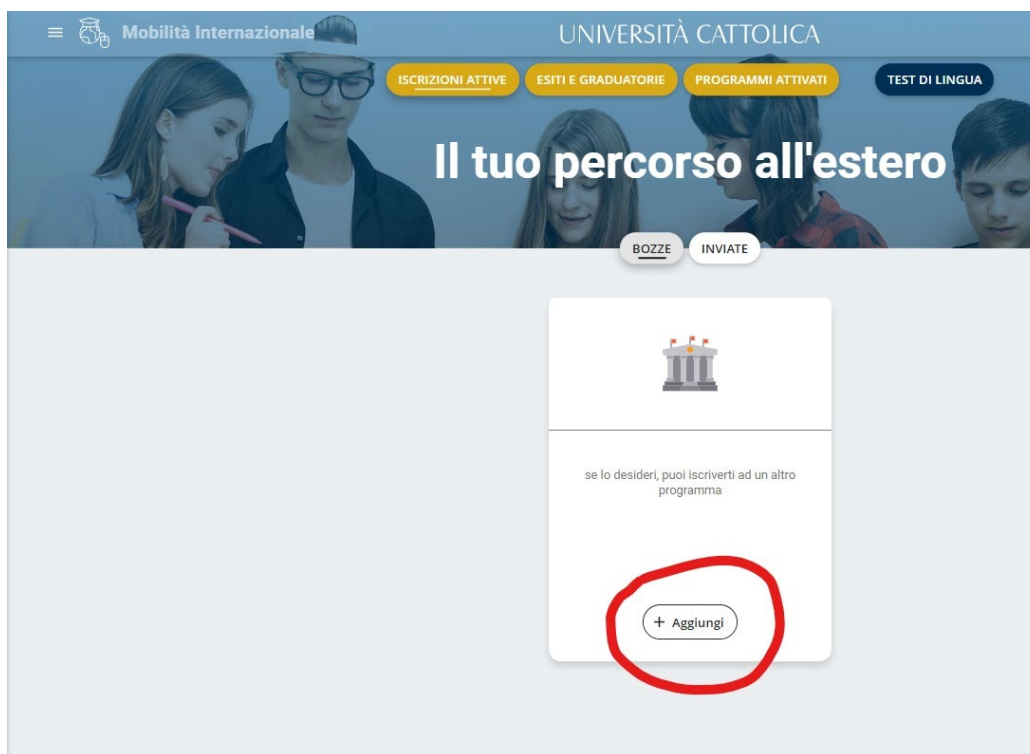 Mobilità Internazionale
UNIVERSITÀ CATTOLICA
ISCRIZIONI ATTIVE
ESITI E GRADUATORIE
PROGRAMMI ATTIVATI
TEST DI LINGUA
Il tuo percorso all'estero
BOZZE
INVIATE
se lo desideri, puoi iscriverti ad un altro
programma
+ Aggiungi